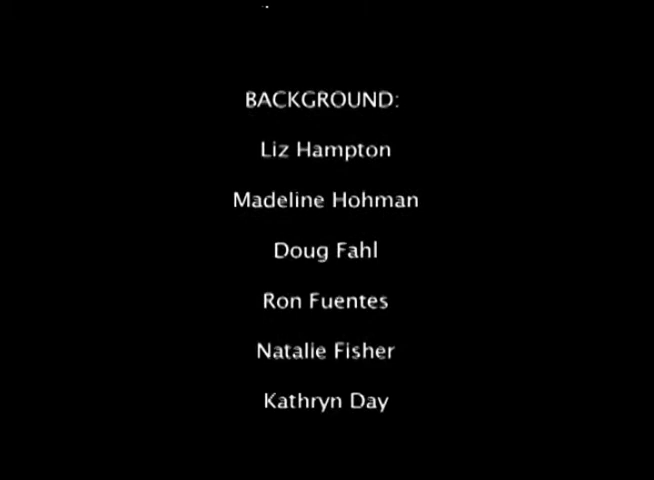 BACKGROUND:
Liz Hampton
Madeline Hohman
Doug Fahl
Ron Fuentes
Natalie Fisher
Kathryn Day